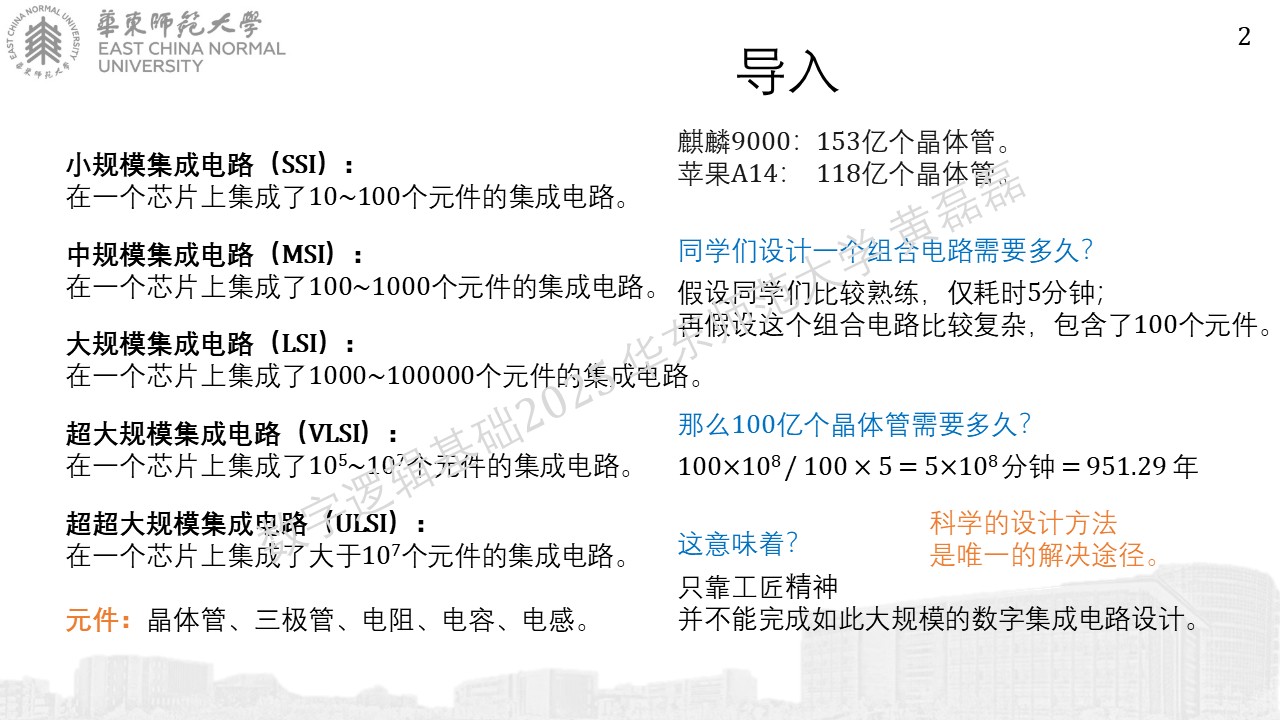 華東師範大學
EAST CHINA NORMAL
UNIVERSITY
EAST CHINA NORMAL UNIVERSITY
華東师范大学
2
导入
小规模集成电路（SSI）：
在一个芯片上集成了10~100个元件的集成电路。
中规模集成电路（MSI）：
在一个芯片上集成了100~1000个元件的集成电路。
大规模集成电路（LSI）：
在一个芯片上集成了1000~100000个元件的集成电路。
超大规模集成电路（VLSI）：
在一个芯片上集成了10⁵~10⁷个元件的集成电路。
超超大规模集成电路（ULSI）：
在一个芯片上集成了大于10⁷个元件的集成电路。
元件：晶体管、三极管、电阻、电容、电感。
麒麟9000：153亿个晶体管。
苹果A14： 118亿个晶体管。
同学们设计一个组合电路需要多久？
假设同学们比较熟练，仅耗时5分钟；
再假设这个组合电路比较复杂，包含了100个元件。
那么100亿个晶体管需要多久？
100×10⁸ / 100 × 5 = 5×10⁸ 分钟 = 951.29 年
这意味着？
科学的设计方法
是唯一的解决途径。
只靠工匠精神
并不能完成如此大规模的数字集成电路设计。
数字逻辑基础2025 华东师范大学 黄磊磊